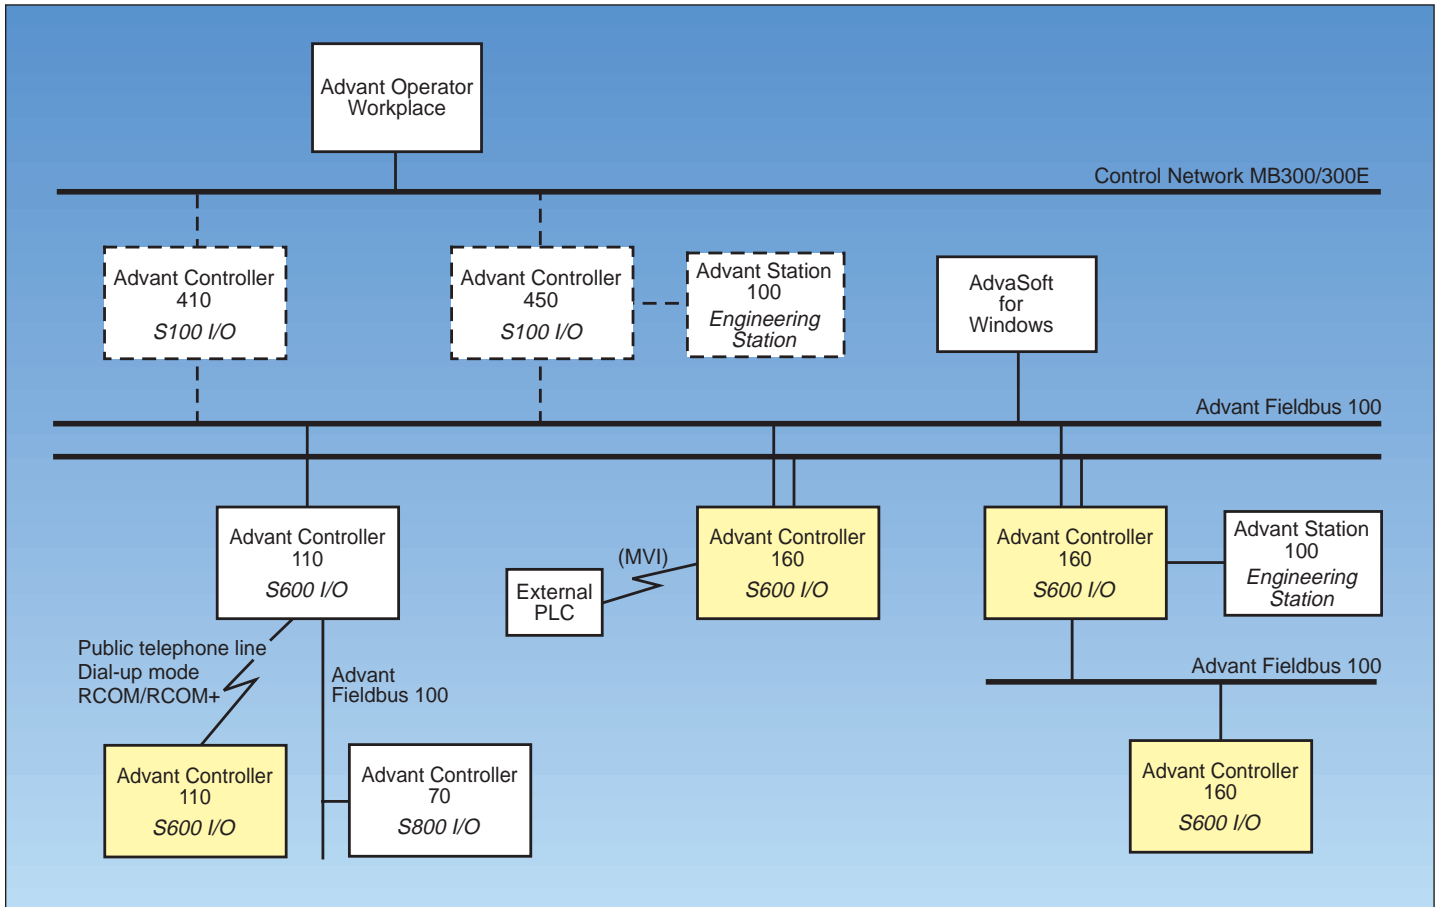 Advant Operator
Workplace
Control Network MB300/300E
Advant Controller
410
S100 I/O
Advant Controller
450
S100 I/O
Advant Station
100
Engineering
Station
AdvaSoft
for
Windows
Advant Fieldbus 100
Advant Controller
110
S600 I/O
(MVI)
External
PLC
Advant Controller
160
S600 I/O
Advant Controller
160
S600 I/O
Advant Station
100
Engineering
Station
Public telephone line
Dial-up mode
RCOM/RCOM+
Advant
Fieldbus 100
Advant Fieldbus 100
Advant Controller
110
S600 I/O
Advant Controller
70
S800 I/O
Advant Controller
160
S600 I/O